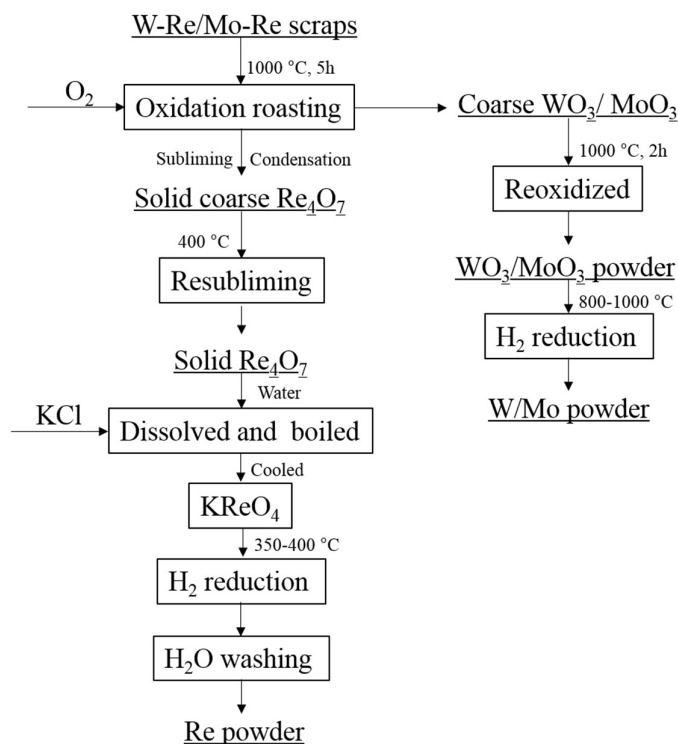 W-Re/Mo-Re scraps
1000 °C, 5h
O₂
Oxidation roasting
Coarse WO₃/ MoO₃
Subliming
Condensation
1000 °C, 2h
Solid coarse Re₄O₇
Reoxidized
400 °C
Resubliming
WO₃/MoO₃ powder
800-1000 °C
H₂ reduction
Solid Re₄O₇
Water
W/Mo powder
KCl
Dissolved and boiled
Cooled
KReO₄
350-400 °C
H₂ reduction
H₂O washing
Re powder